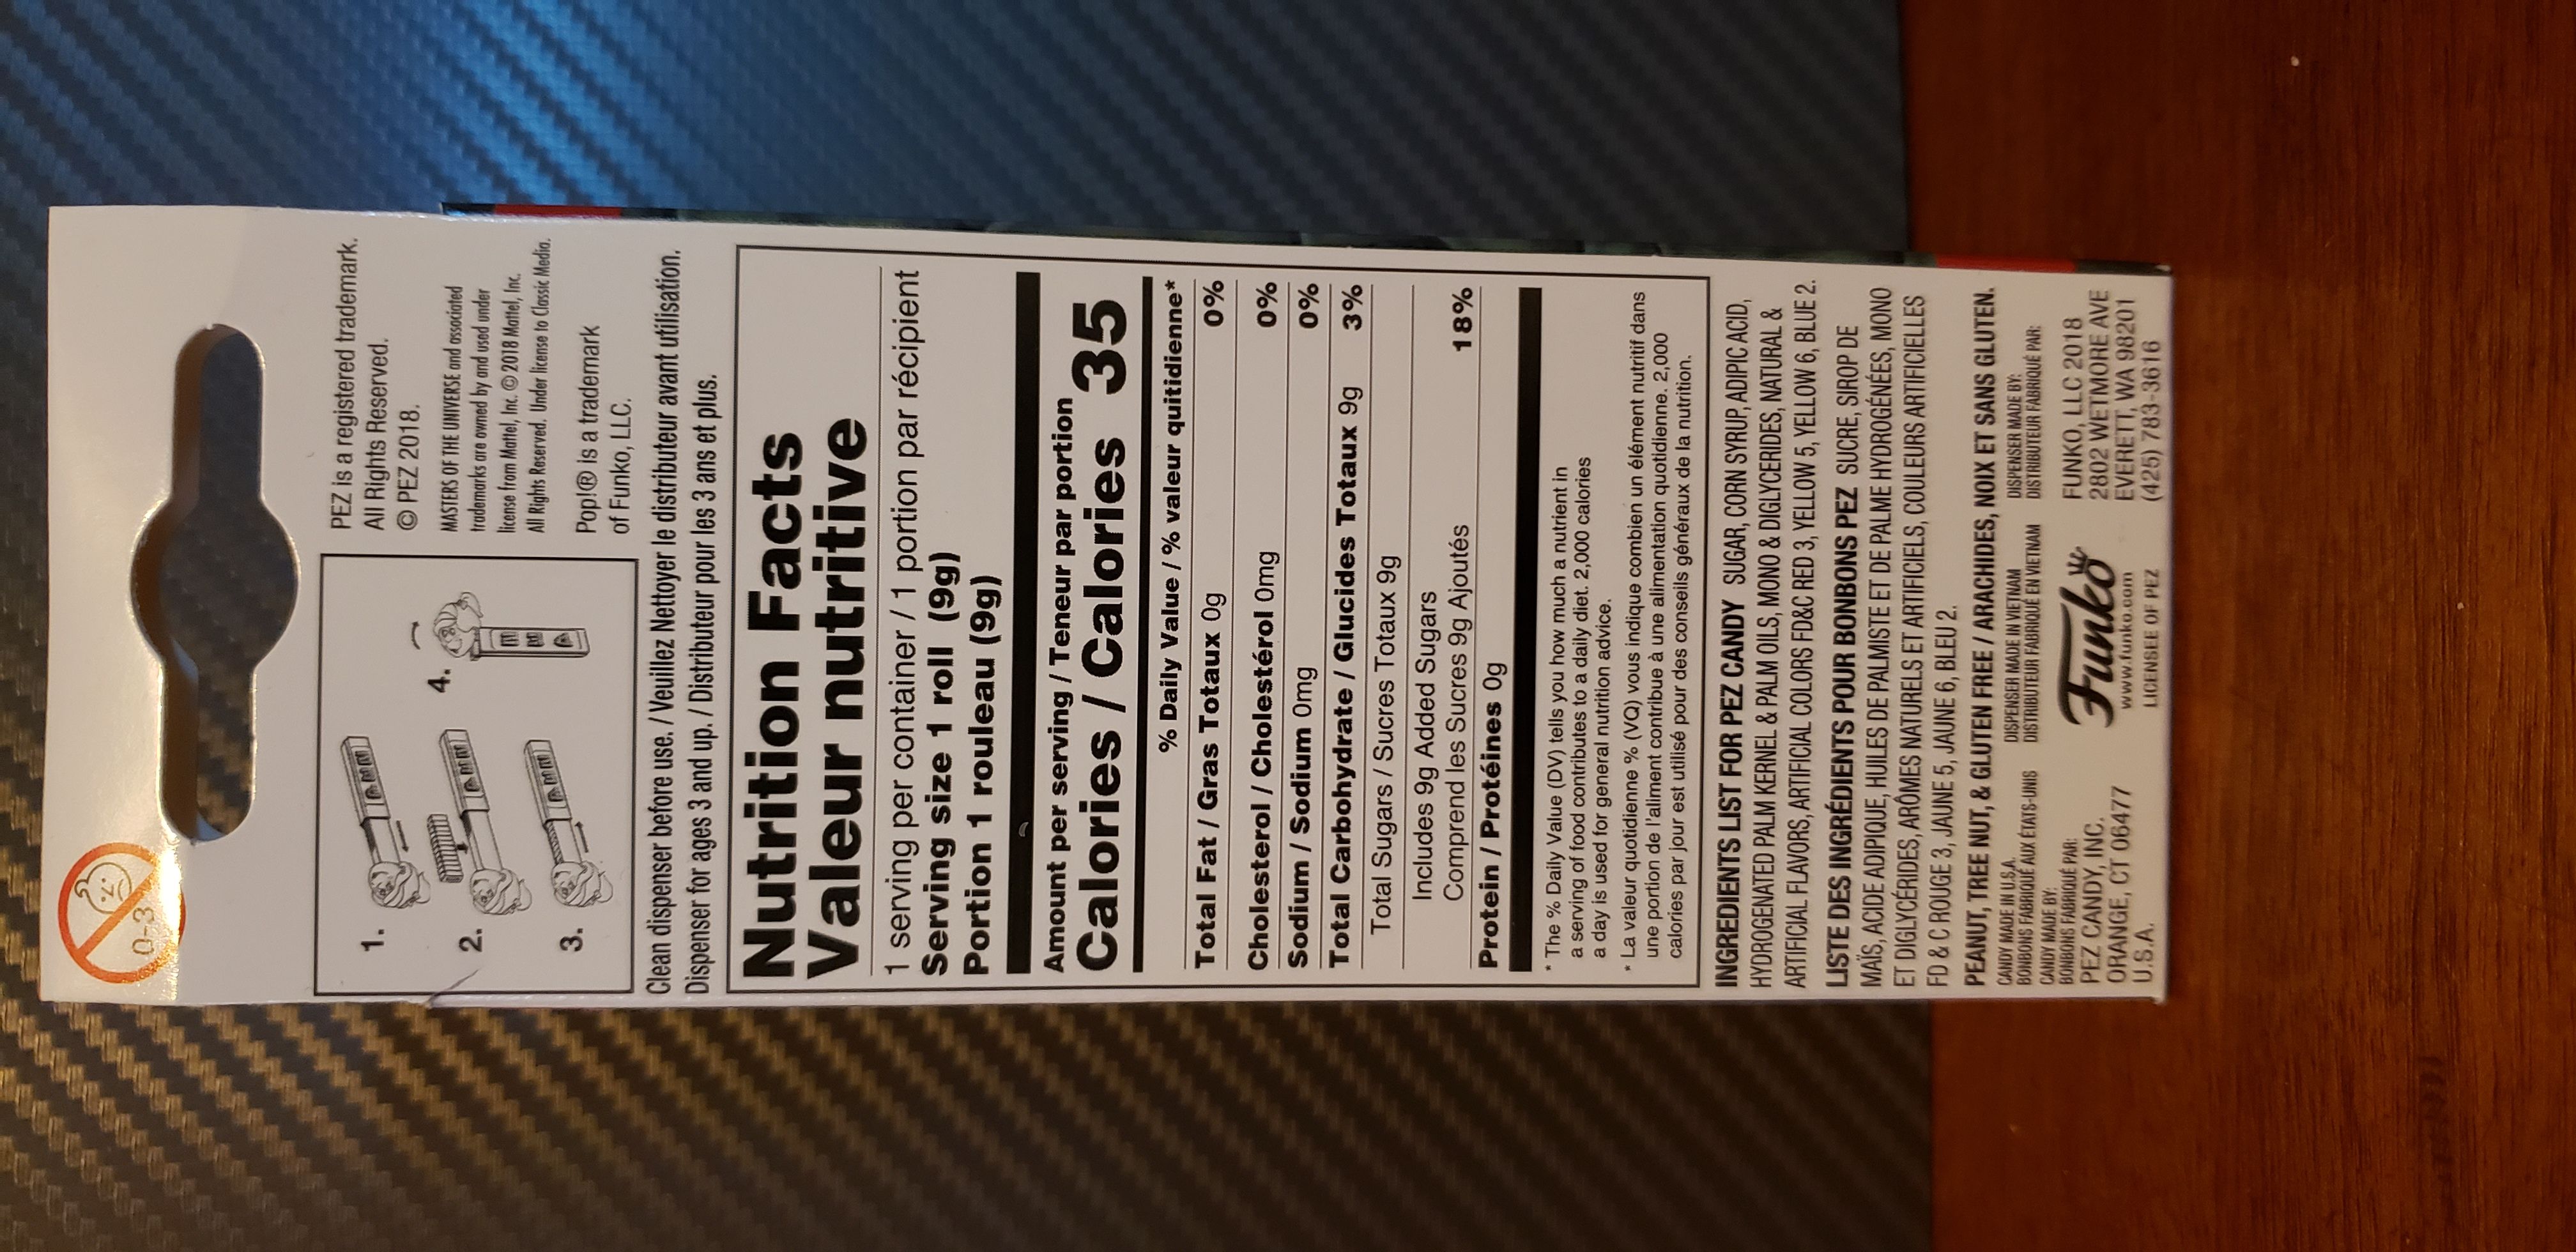 0-3
1.
2.
3.
4.
PEZ is a registered trademark.
All Rights Reserved.
© PEZ 2018.
MASTERS OF THE UNIVERSE and associated
trademarks are owned by and used under
license from Mattel, Inc. © 2018 Mattel, Inc.
All Rights Reserved. Under license to Classic Media.
Pop!® is a trademark
of Funko, LLC.
Clean dispenser before use. / Veuillez Nettoyer le distributeur avant utilisation.
Dispenser for ages 3 and up. / Distributeur pour les 3 ans et plus.
Nutrition Facts
Valeur nutritive
1 serving per container / 1 portion par récipient
Serving size 1 roll (9g)
Portion 1 rouleau (9g)
Amount per serving / Teneur par portion
Calories / Calories 35
% Daily Value / % valeur quitidienne*
Total Fat / Gras Totaux 0g 0%
Cholesterol / Cholestérol 0mg 0%
Sodium / Sodium 0mg 0%
Total Carbohydrate / Glucides Totaux 9g 3%
Total Sugars / Sucres Totaux 9g
Includes 9g Added Sugars
Comprend les Sucres 9g Ajoutés 18%
Protein / Protéines 0g
* The % Daily Value (DV) tells you how much a nutrient in
a serving of food contributes to a daily diet. 2,000 calories
a day is used for general nutrition advice.
* La valeur quotidienne % (VQ) vous indique combien un élément nutritif dans
une portion de l'aliment contribue à une alimentation quotidienne. 2,000
calories par jour est utilisé pour des conseils généraux de la nutrition.
INGREDIENTS LIST FOR PEZ CANDY SUGAR, CORN SYRUP, ADIPIC ACID,
HYDROGENATED PALM KERNEL & PALM OILS, MONO & DIGLYCERIDES, NATURAL &
ARTIFICIAL FLAVORS, ARTIFICIAL COLORS FD&C RED 3, YELLOW 5, YELLOW 6, BLUE 2.
LISTE DES INGRÉDIENTS POUR BONBONS PEZ SUCRE, SIROP DE
MAÏS, ACIDE ADIPIQUE, HUILES DE PALMISTE ET DE PALME HYDROGÉNÉES, MONO
ET DIGLYCÉRIDES, ARÔMES NATURELS ET ARTIFICIELS, COULEURS ARTIFICIELLES
FD & C ROUGE 3, JAUNE 5, JAUNE 6, BLEU 2.
PEANUT, TREE NUT, & GLUTEN FREE / ARACHIDES, NOIX ET SANS GLUTEN.
CANDY MADE IN U.S.A.
BONBONS FABRIQUÉ AUX ÉTATS-UNIS
CANDY MADE BY:
BONBONS FABRIQUÉ PAR:
PEZ CANDY, INC.
ORANGE, CT 06477
U.S.A.
DISPENSER MADE IN VIETNAM
DISTRIBUTEUR FABRIQUÉ EN VIETNAM
Funko
www.funko.com
LICENSEE OF PEZ
DISPENSER MADE BY:
DISTRIBUTEUR FABRIQUÉ PAR:
FUNKO, LLC 2018
2802 WETMORE AVE
EVERETT, WA 98201
(425) 783-3616